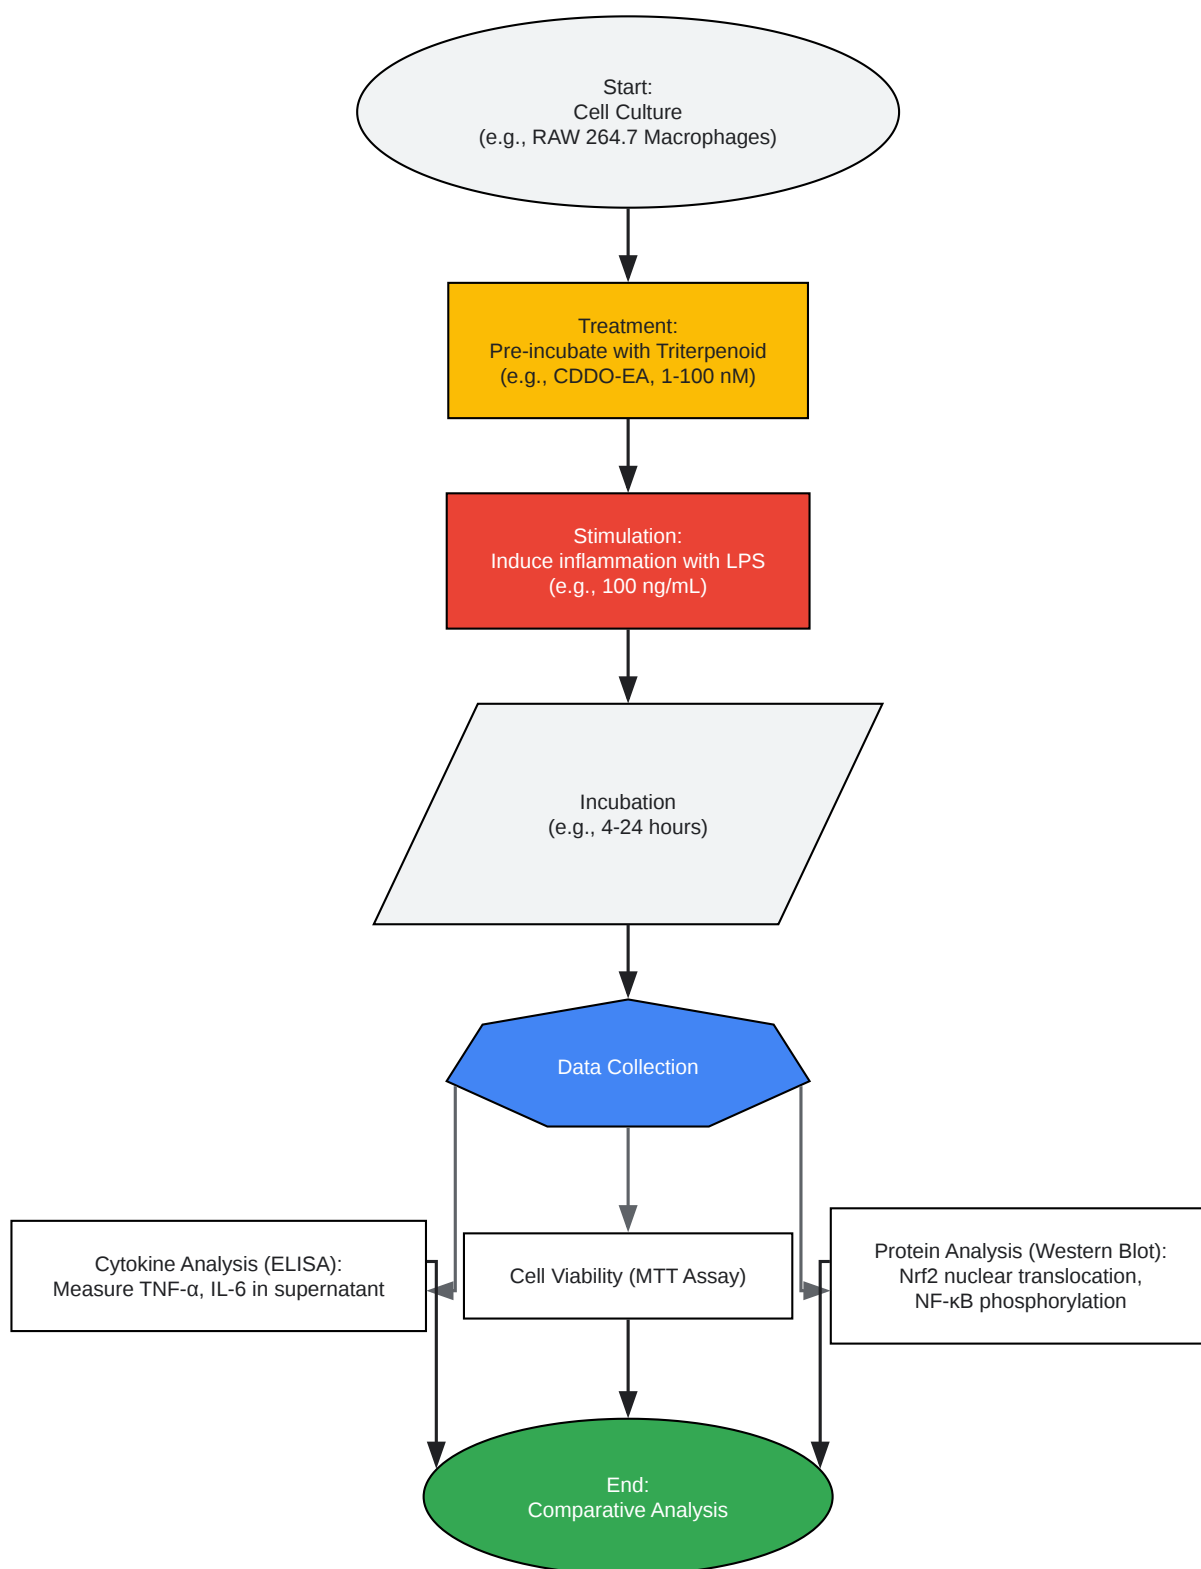 Start:
Cell Culture
(e.g., RAW 264.7 Macrophages)
Treatment:
Pre-incubate with Triterpenoid
(e.g., CDDO-EA, 1-100 nM)
Stimulation:
Induce inflammation with LPS
(e.g., 100 ng/mL)
Incubation
(e.g., 4-24 hours)
Data Collection
Cytokine Analysis (ELISA):
Measure TNF-α, IL-6 in supernatant
Cell Viability (MTT Assay)
Protein Analysis (Western Blot):
Nrf2 nuclear translocation,
NF-κB phosphorylation
End:
Comparative Analysis